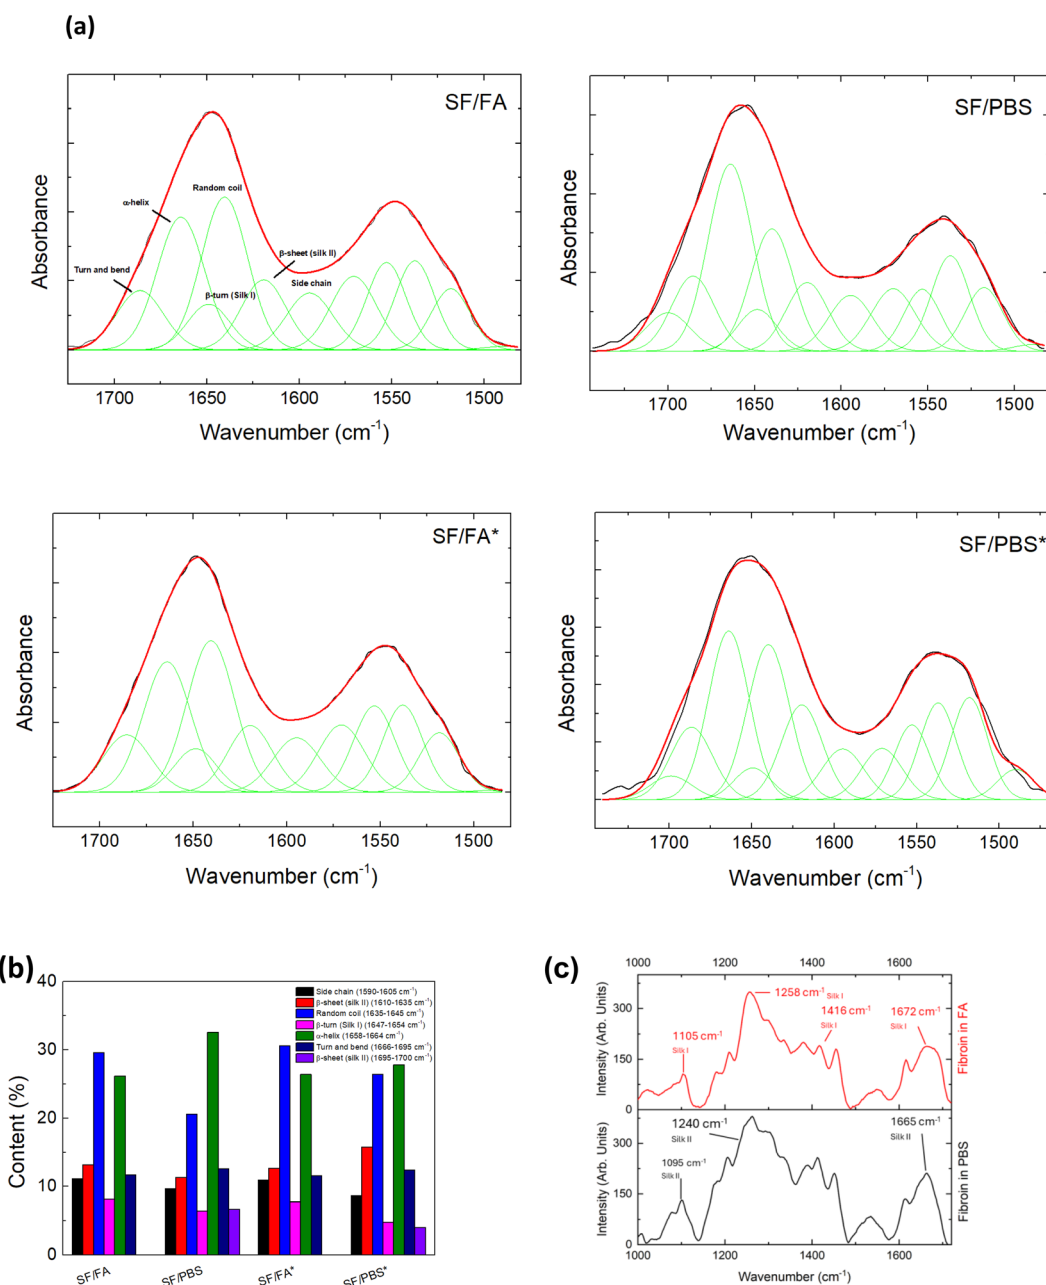 (a)
SF/FA
Absorbance
α-helix
Random coil
Turn and bend
β-turn (Silk I)
β-sheet (silk II)
Side chain
1700 1650 1600 1550 1500
Wavenumber (cm-1)
SF/PBS
Absorbance
1700 1650 1600 1550 1500
Wavenumber (cm-1)
SF/FA*
Absorbance
1700 1650 1600 1550 1500
Wavenumber (cm-1)
SF/PBS*
Absorbance
1700 1650 1600 1550 1500
Wavenumber (cm-1)
(b)
Content (%)
40
30
20
10
0
Side chain (1590-1605 cm-1)
β-sheet (silk II) (1610-1635 cm-1)
Random coil (1635-1645 cm-1)
β-turn (Silk I) (1647-1654 cm-1)
α-helix (1658-1664 cm-1)
Turn and bend (1666-1695 cm-1)
β-sheet (silk II) (1695-1700 cm-1)
SF/FA SF/PBS SF/FA* SF/PBS*
(c)
1000 1200 1400 1600
Intensity (Arb. Units)
300
150
0
1105 cm-1
Silk I
1258 cm-1 Silk I
1416 cm-1
Silk I
1672 cm-1
Silk I
Fibroin in FA
Intensity (Arb. Units)
300
150
0
1095 cm-1
Silk II
1240 cm-1
Silk II
1665 cm-1
Silk II
Fibroin in PBS
1000 1200 1400 1600
Wavenumber (cm-1)